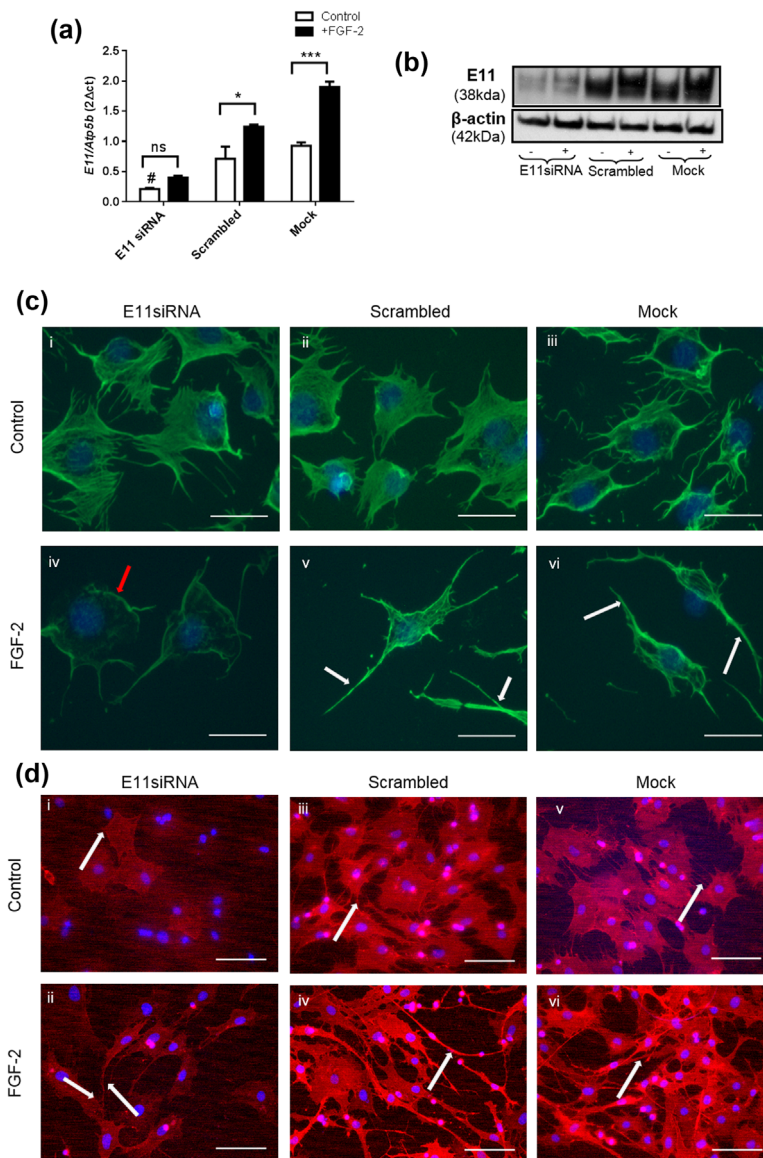 (a)
Control
+FGF-2
E11/Atp5b (2Δct)
2.5
2.0
1.5
1.0
0.5
0.0
ns
#
*
***
E11 siRNA
Scrambled
Mock
(b)
E11
(38kda)
β-actin
(42kDa)
- + - + - +
E11siRNA Scrambled Mock
(c)
E11siRNA Scrambled Mock
Control
i ii iii
FGF-2
iv v vi
(d)
E11siRNA Scrambled Mock
Control
i iii v
FGF-2
ii iv vi